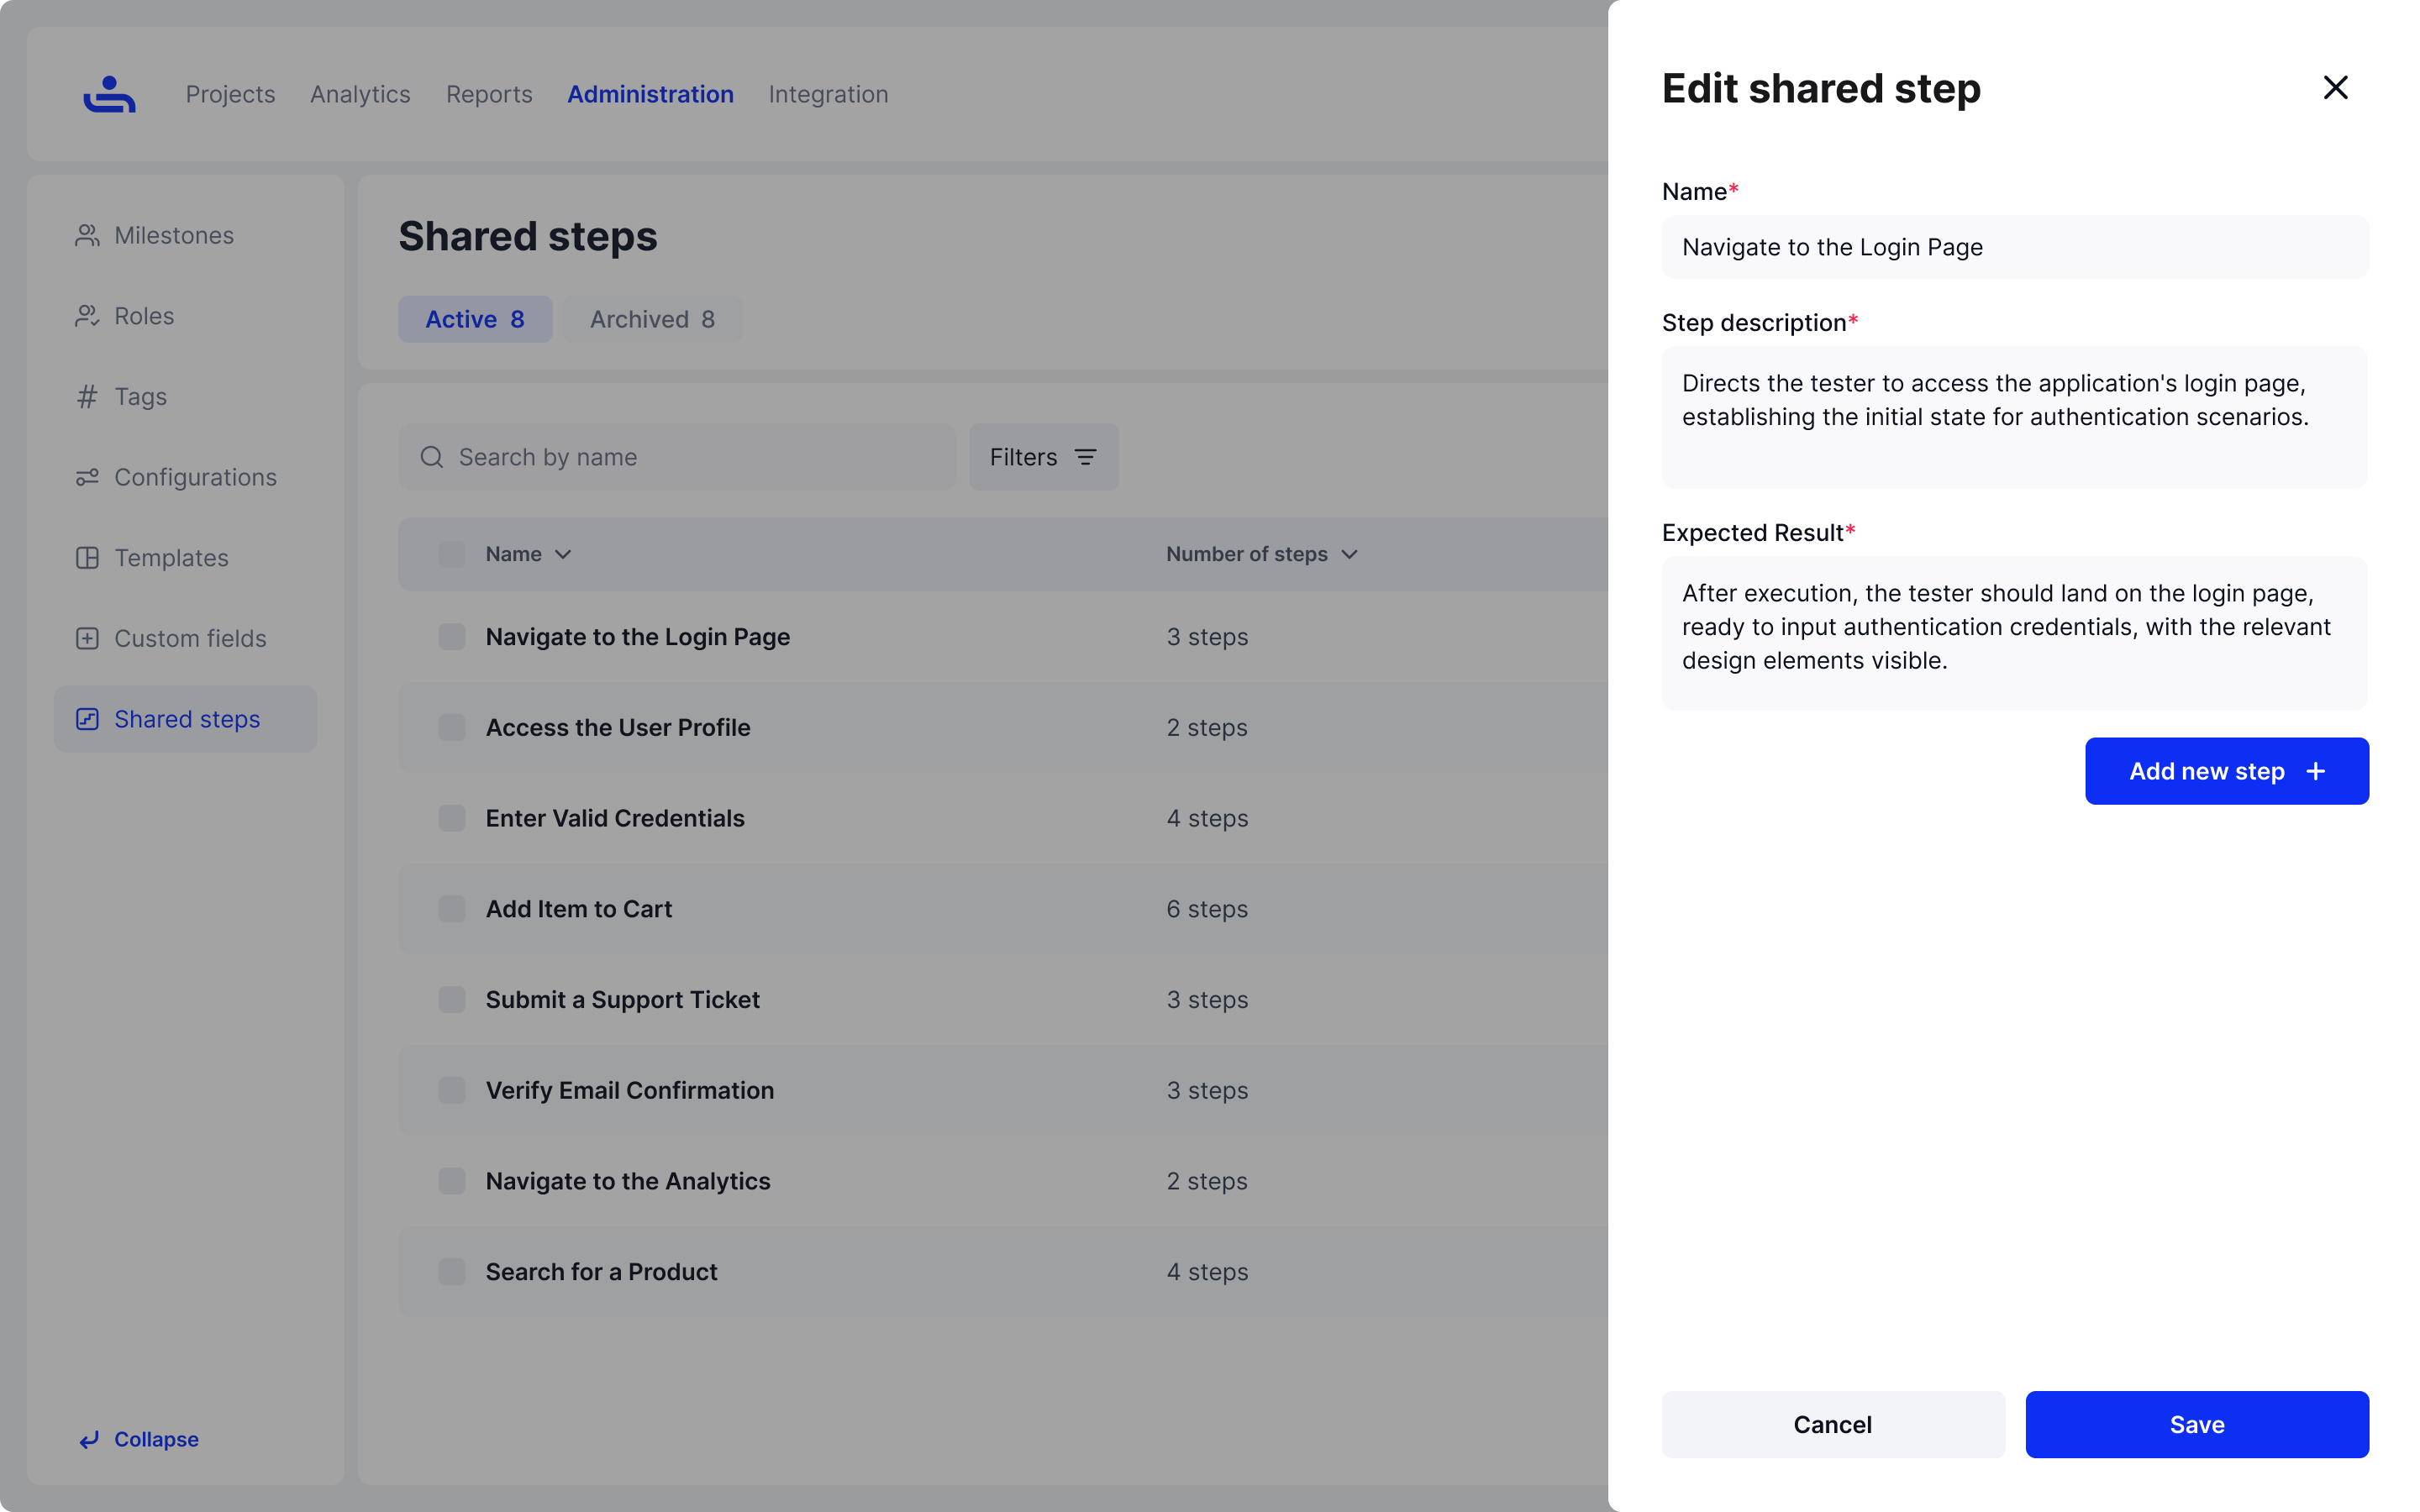 Projects Analytics Reports Administration Integration
Milestones
Roles
Tags
Configurations
Templates
Custom fields
Shared steps
Collapse
Shared steps
Active 8 Archived 8
Search by name Filters
Name Number of steps
Navigate to the Login Page 3 steps
Access the User Profile 2 steps
Enter Valid Credentials 4 steps
Add Item to Cart 6 steps
Submit a Support Ticket 3 steps
Verify Email Confirmation 3 steps
Navigate to the Analytics 2 steps
Search for a Product 4 steps
Edit shared step
Name*
Navigate to the Login Page
Step description*
Directs the tester to access the application's login page,
establishing the initial state for authentication scenarios.
Expected Result*
After execution, the tester should land on the login page,
ready to input authentication credentials, with the relevant
design elements visible.
Add new step +
Cancel Save